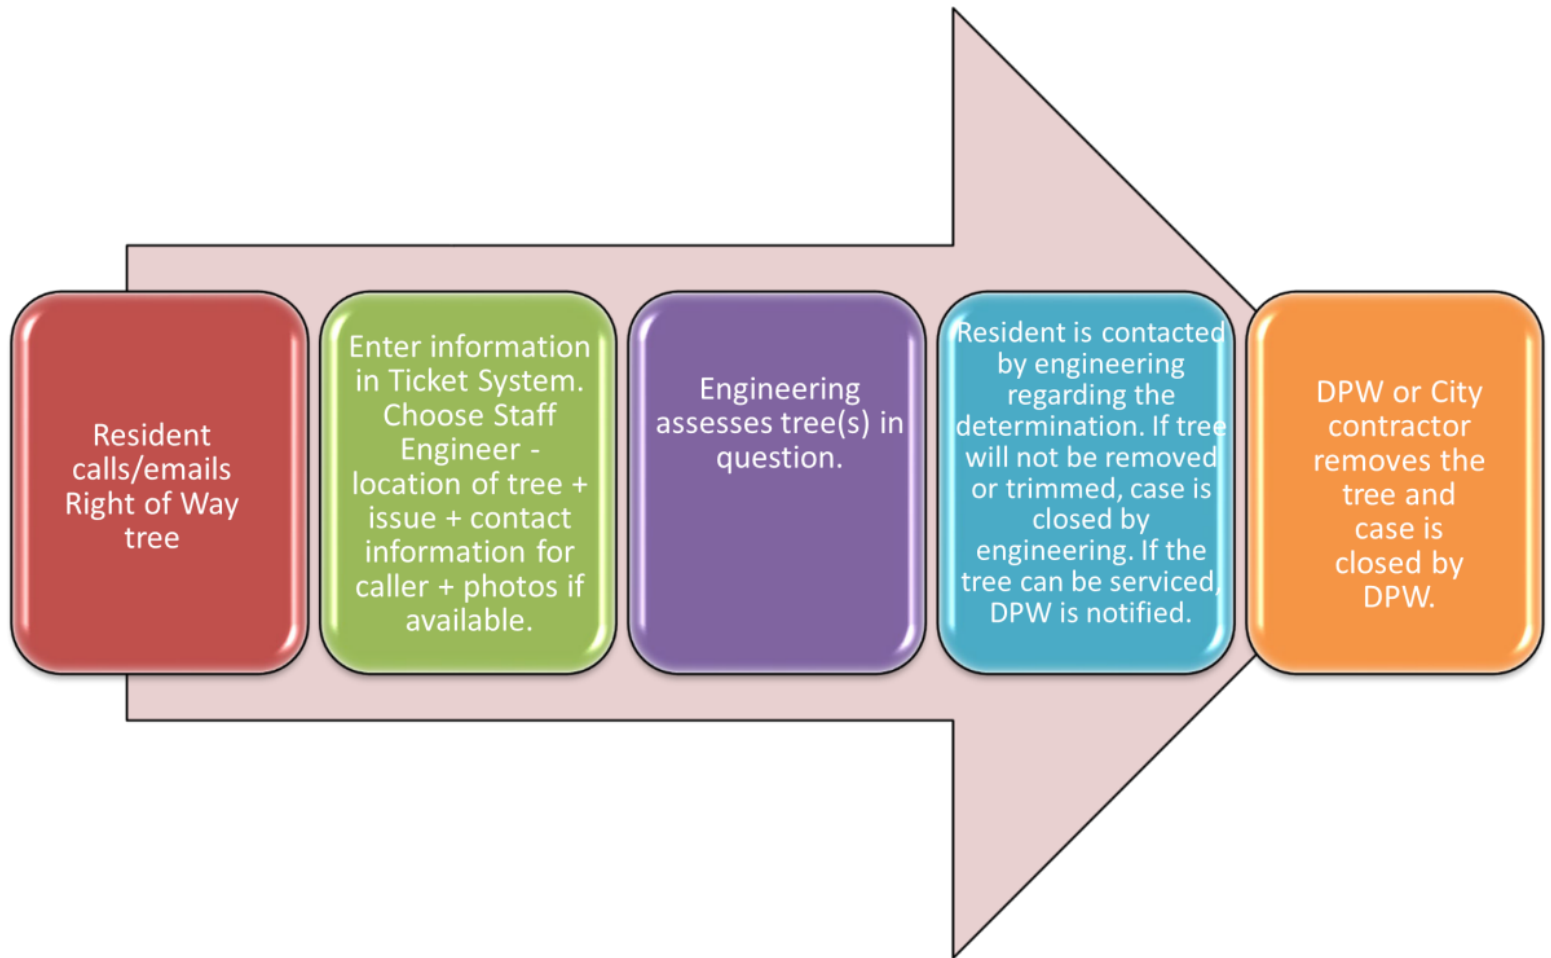 Resident
calls/emails
Right of Way
tree
Enter information
in Ticket System.
Choose Staff
Engineer -
location of tree +
issue + contact
information for
caller + photos if
available.
Engineering
assesses tree(s) in
question.
Resident is contacted
by engineering
regarding the
determination. If tree
will not be removed
or trimmed, case is
closed by
engineering. If the
tree can be serviced,
DPW is notified.
DPW or City
contractor
removes the
tree and
case is
closed by
DPW.